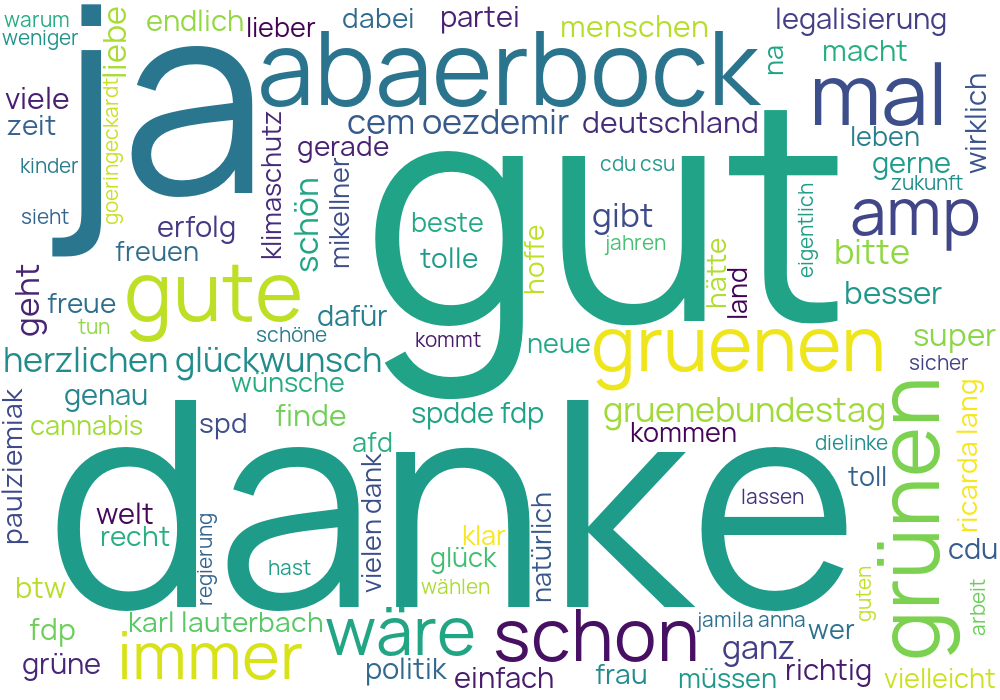 warum
weniger
ja
liebe
endlich
lieber
dabei
partei
menschen
legalisierung
abaerbock
na
macht
mal
viele
zeit
goeringeckardt
klimaschutz
gerade
cem oezdemir
deutschland
leben
wirklich
kinder
schön
mikellner
gut
cdu csu
gerne
zukunft
sieht
erfolg
freuen
beste
tolle
hoffe
gibt
jahren
hätte
land
eigentlich
amp
bitte
geht
freue
tun
gute
schöne
dafür
kommt
neue
gruenen
besser
super
sicher
herzlichen glückwunsch
wünsche
genau
cannabis
spd
finde
afd
spdde fdp
gruenebundestag
kommen
grünen
ricarda lang
dielinke
toll
paulziemiak
danke
welt
recht
regierung
hast
vielen dank
klar
glück
wählen
natürlich
lassen
cdu
btw
guten
arbeit
fdp
grüne
karl lauterbach
immer
wäre
politik
schon
einfach
frau
jamila anna
wer
ganz
müssen
richtig
vielleicht